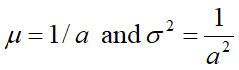 μ = 1/a and σ² = 1/a²